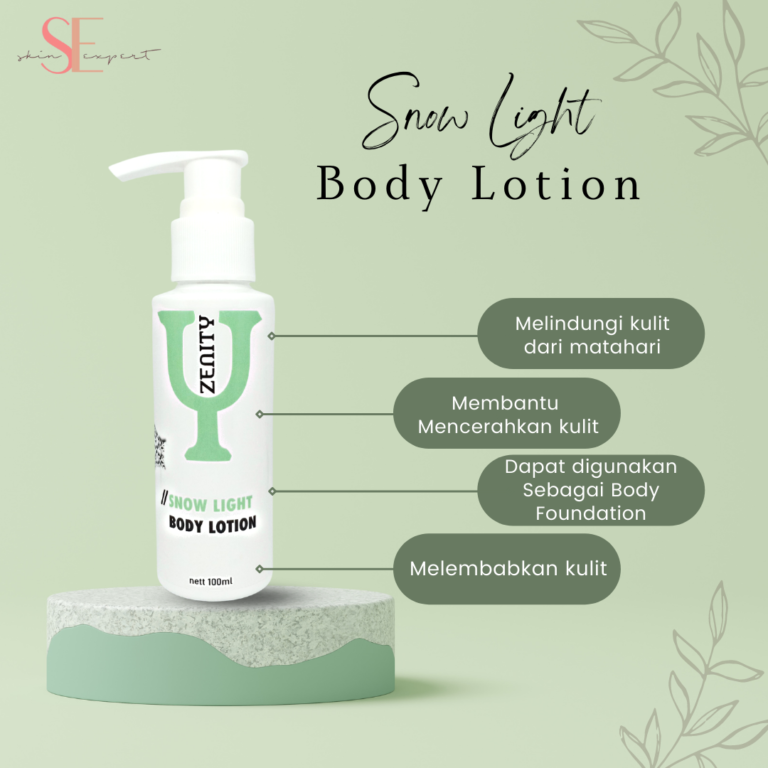 SE
skin expert
Snow Light
Body Lotion
ZENITY
//SNOW LIGHT
BODY LOTION
nett 100ml
Melindungi kulit
dari matahari
Membantu
Mencerahkan kulit
Dapat digunakan
Sebagai Body
Foundation
Melembabkan kulit